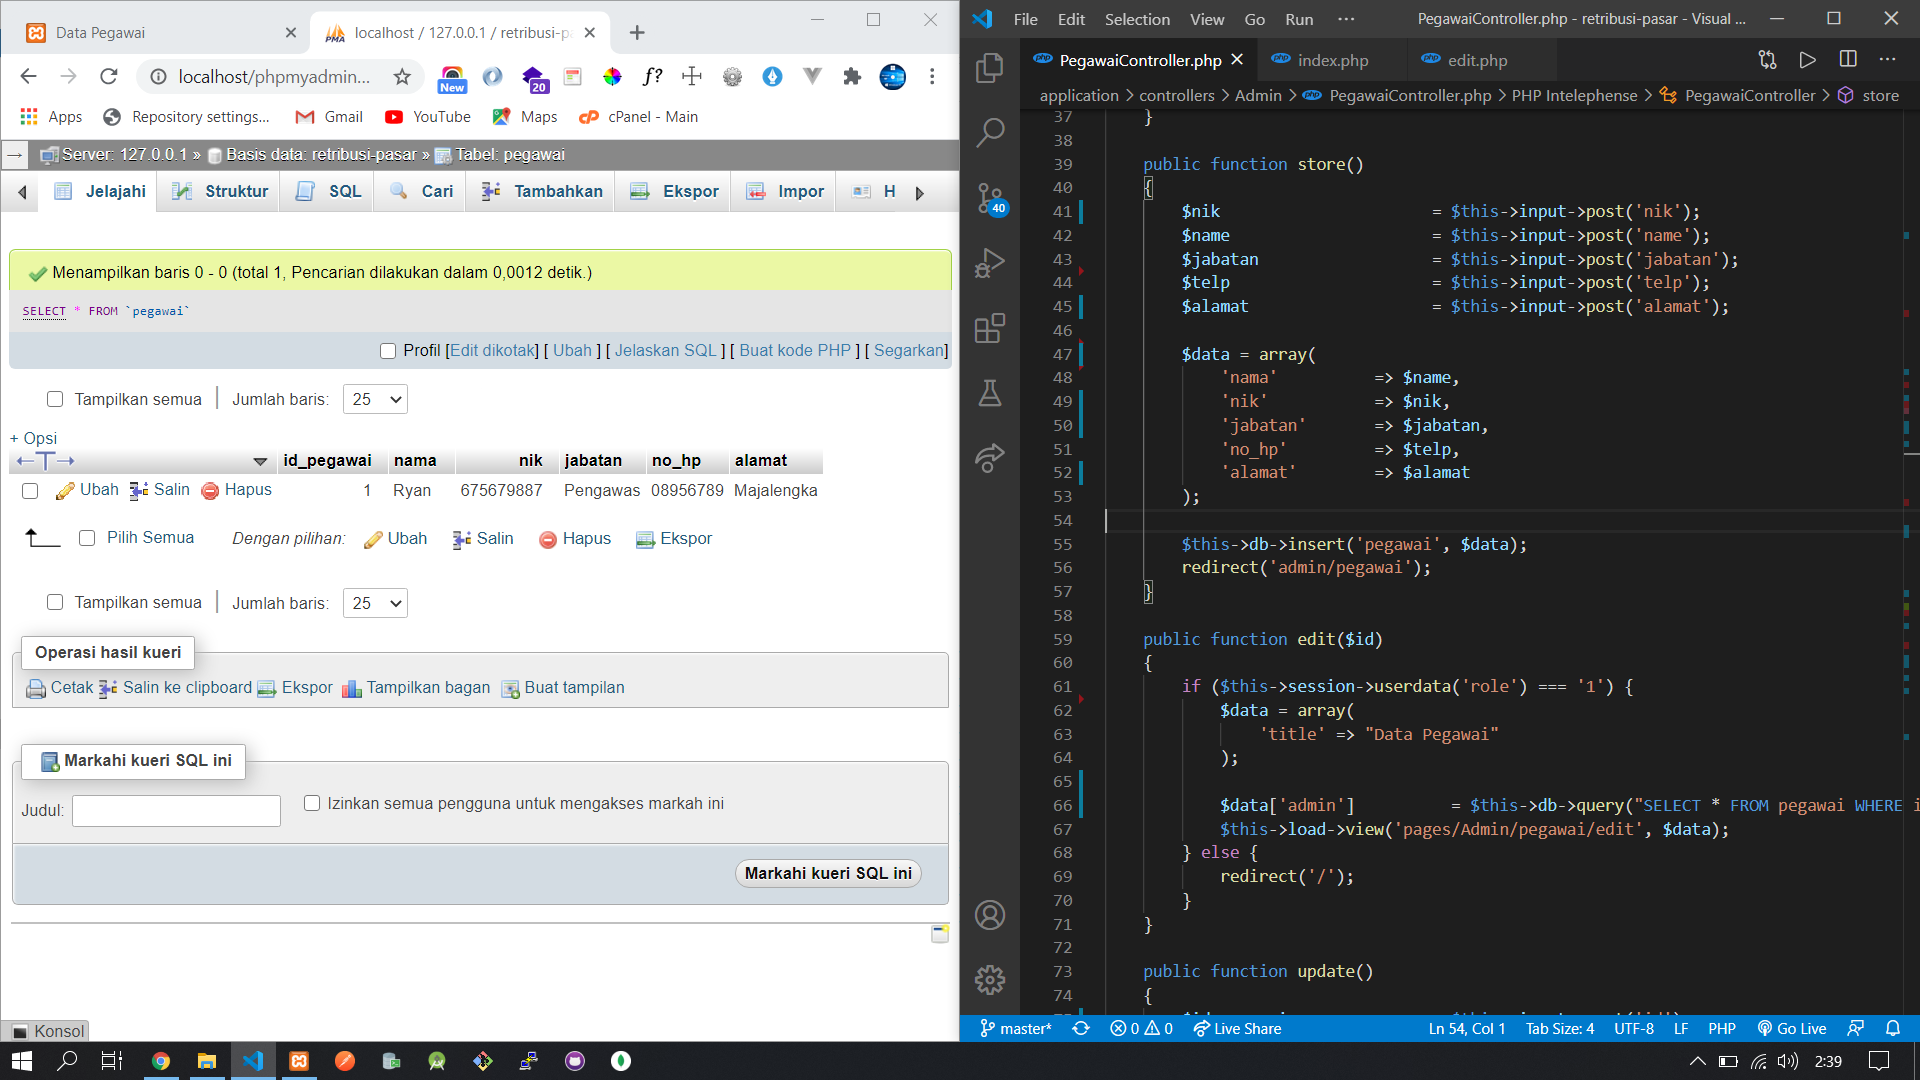 Data Pegawai
localhost / 127.0.0.1 / retribusi-p
localhost/phpmyadmin...
New
20
f?
Apps
Repository settings...
Gmail
YouTube
Maps
cPanel - Main
Server: 127.0.0.1 » Basis data: retribusi-pasar » Tabel: pegawai
Jelajahi
Struktur
SQL
Cari
Tambahkan
Ekspor
Impor
H
Menampilkan baris 0 - 0 (total 1, Pencarian dilakukan dalam 0,0012 detik.)
SELECT * FROM `pegawai`
Profil [Edit dikotak] [ Ubah ] [ Jelaskan SQL ] [ Buat kode PHP ] [ Segarkan]
Tampilkan semua | Jumlah baris: 25
+ Opsi
←T→ id_pegawai nama nik jabatan no_hp alamat
Ubah Salin Hapus 1 Ryan 675679887 Pengawas 08956789 Majalengka
Pilih Semua Dengan pilihan: Ubah Salin Hapus Ekspor
Tampilkan semua | Jumlah baris: 25
Operasi hasil kueri
Cetak Salin ke clipboard Ekspor Tampilkan bagan Buat tampilan
Markahi kueri SQL ini
Judul: Izinkan semua pengguna untuk mengakses markah ini
Markahi kueri SQL ini
Konsol
File Edit Selection View Go Run ··· PegawaiController.php - retribusi-pasar - Visual ...
PegawaiController.php
index.php
edit.php
application > controllers > Admin > PegawaiController.php > PHP Intelephense > PegawaiController > store
40
37 }
38
39 public function store()
40 {
41 $nik = $this->input->post('nik');
42 $name = $this->input->post('name');
43 $jabatan = $this->input->post('jabatan');
44 $telp = $this->input->post('telp');
45 $alamat = $this->input->post('alamat');
46
47 $data = array(
48 'nama' => $name,
49 'nik' => $nik,
50 'jabatan' => $jabatan,
51 'no_hp' => $telp,
52 'alamat' => $alamat
53 );
54
55 $this->db->insert('pegawai', $data);
56 redirect('admin/pegawai');
57 }
58
59 public function edit($id)
60 {
61 if ($this->session->userdata('role') === '1') {
62 $data = array(
63 'title' => "Data Pegawai"
64 );
65
66 $data['admin'] = $this->db->query("SELECT * FROM pegawai WHERE i
67 $this->load->view('pages/Admin/pegawai/edit', $data);
68 } else {
69 redirect('/');
70 }
71 }
72
73 public function update()
74 {
master*
0 0
Live Share
Ln 54, Col 1
Tab Size: 4
UTF-8
LF
PHP
Go Live
2:39